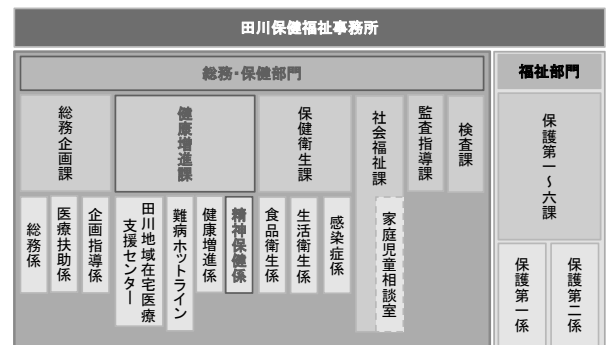 田川保健福祉事務所
総務・保健部門
福祉部門
総務企画課
健康増進課
保健衛生課
社会福祉課
監査指導課
検査課
保護第一～六課
総務係
医療扶助係
企画指導係
田川地域在宅医療
支援センター
難病ホットライン
健康増進係
精神保健係
食品衛生係
生活衛生係
感染症係
家庭児童相談室
保護第一係
保護第二係